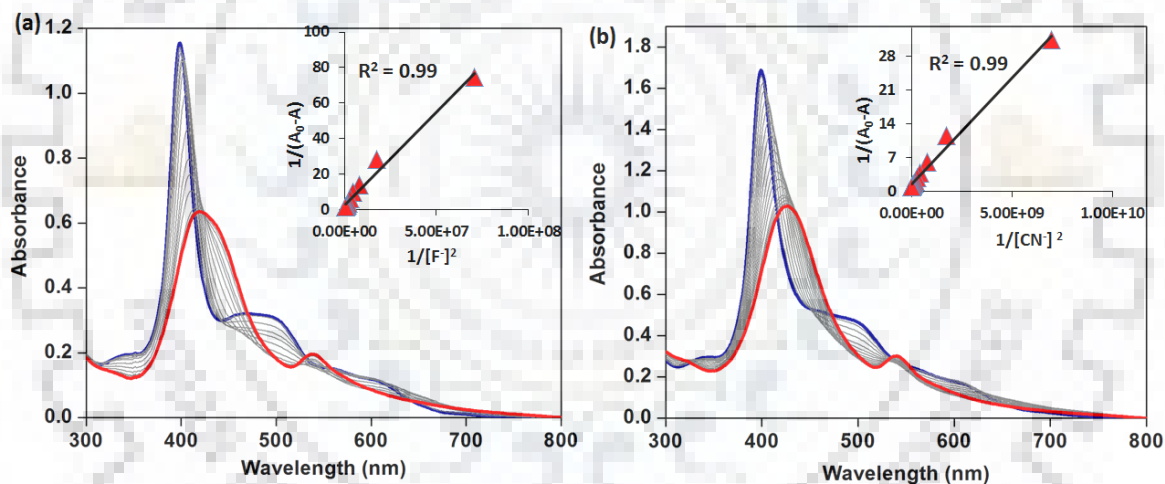 (a)
1.2
1.0
0.8
0.6
0.4
0.2
0.0
Absorbance
300 400 500 600 700 800
Wavelength (nm)
100
80
60
40
20
0
1/(A₀-A)
R² = 0.99
0.000E+00 5.00E+07 1.00E+08
1/[F⁻]²
(b)
1.8
1.6
1.4
1.2
1.0
0.8
0.6
0.4
0.2
0.0
Absorbance
300 400 500 600 700 800
Wavelength (nm)
28
21
14
7
0
1/(A₀-A)
R² = 0.99
0.00E+00 5.00E+09 1.00E+10
1/[CN⁻] ²